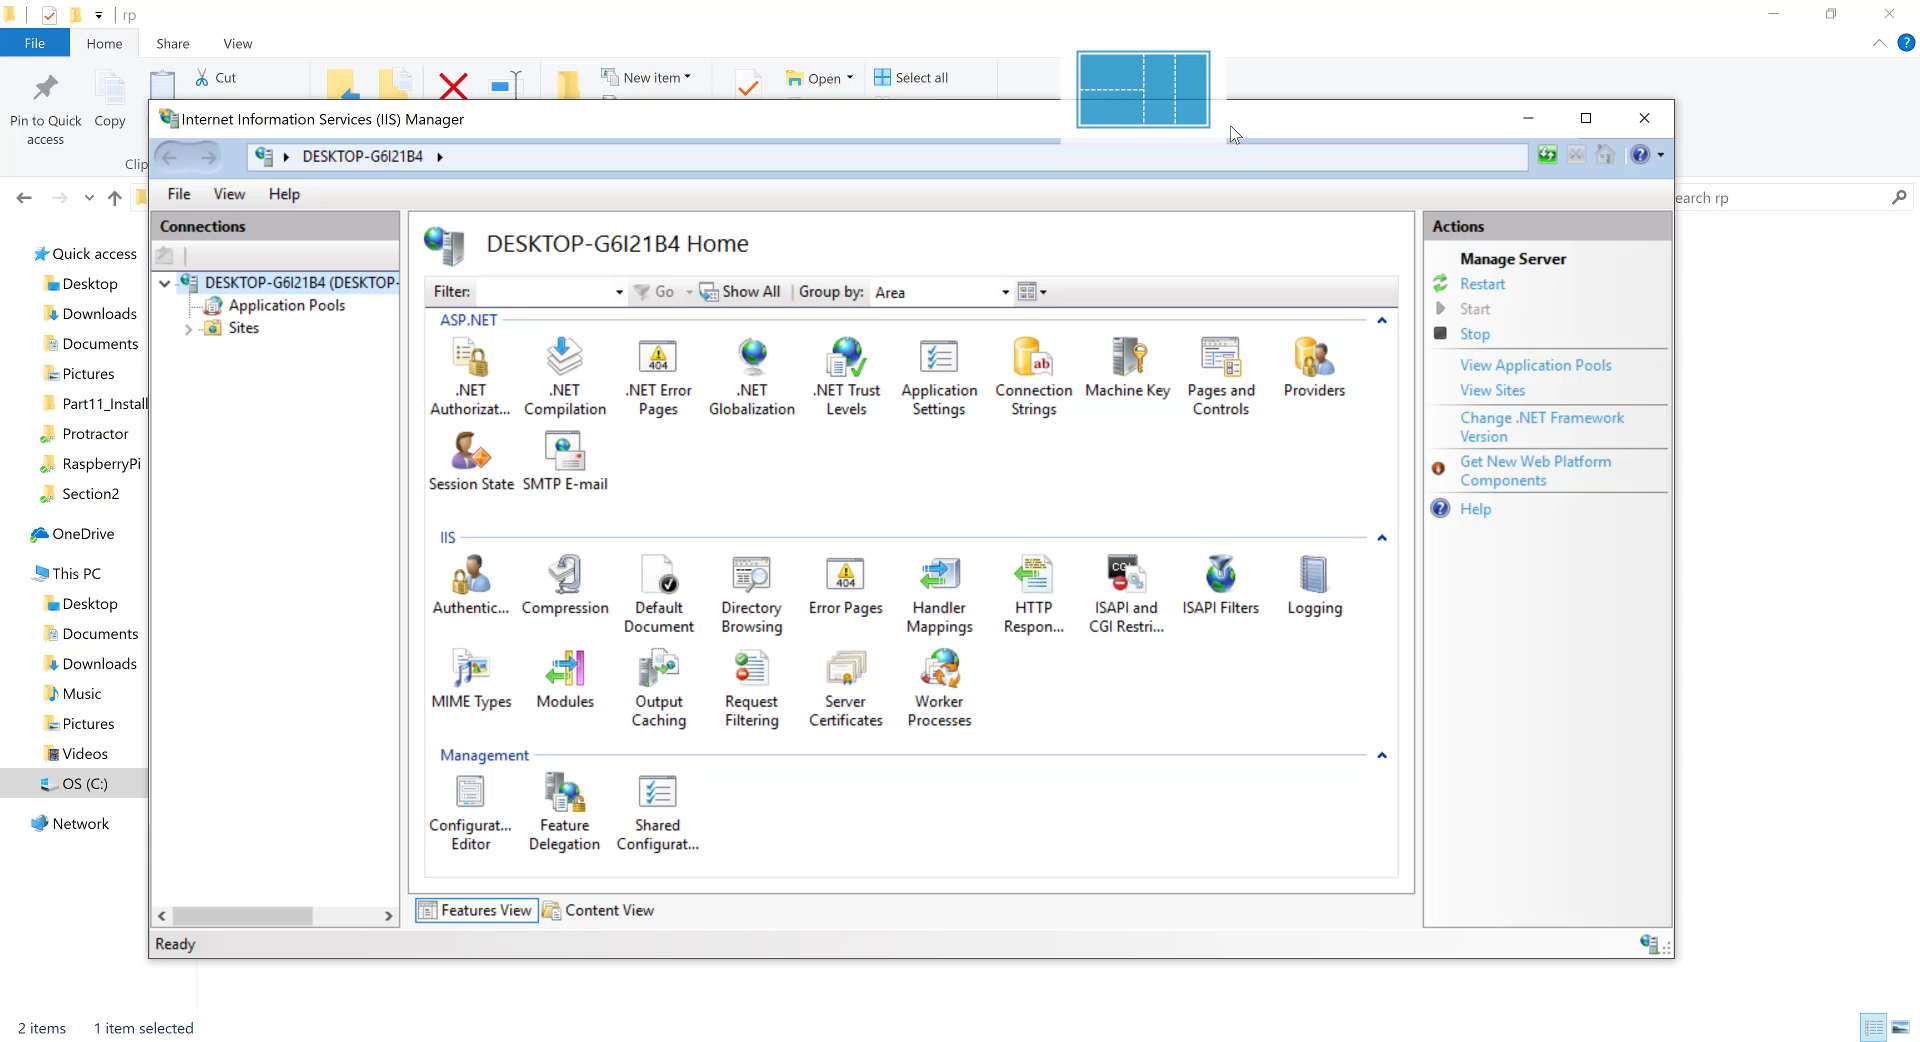 rp
File
Home
Share
View
Pin to Quick access
Copy
Cut
New item
Open
Select all
Clip
earch rp
Quick access
Desktop
Downloads
Documents
Pictures
Part11_Install
Protractor
RaspberryPi
Section2
OneDrive
This PC
Desktop
Documents
Downloads
Music
Pictures
Videos
OS (C:)
Network
2 items
1 item selected
Internet Information Services (IIS) Manager
DESKTOP-G6I21B4
File
View
Help
Connections
DESKTOP-G6I21B4 (DESKTOP-
Application Pools
Sites
DESKTOP-G6I21B4 Home
Filter:
Go
Show All
Group by:
Area
ASP.NET
.NET Authorizat...
.NET Compilation
.NET Error Pages
.NET Globalization
.NET Trust Levels
Application Settings
Connection Strings
Machine Key
Pages and Controls
Providers
Session State
SMTP E-mail
IIS
Authentic...
Compression
Default Document
Directory Browsing
Error Pages
Handler Mappings
HTTP Respon...
ISAPI and CGI Restri...
ISAPI Filters
Logging
MIME Types
Modules
Output Caching
Request Filtering
Server Certificates
Worker Processes
Management
Configurat... Editor
Feature Delegation
Shared Configurat...
Features View
Content View
Ready
Actions
Manage Server
Restart
Start
Stop
View Application Pools
View Sites
Change .NET Framework
Version
Get New Web Platform
Components
Help